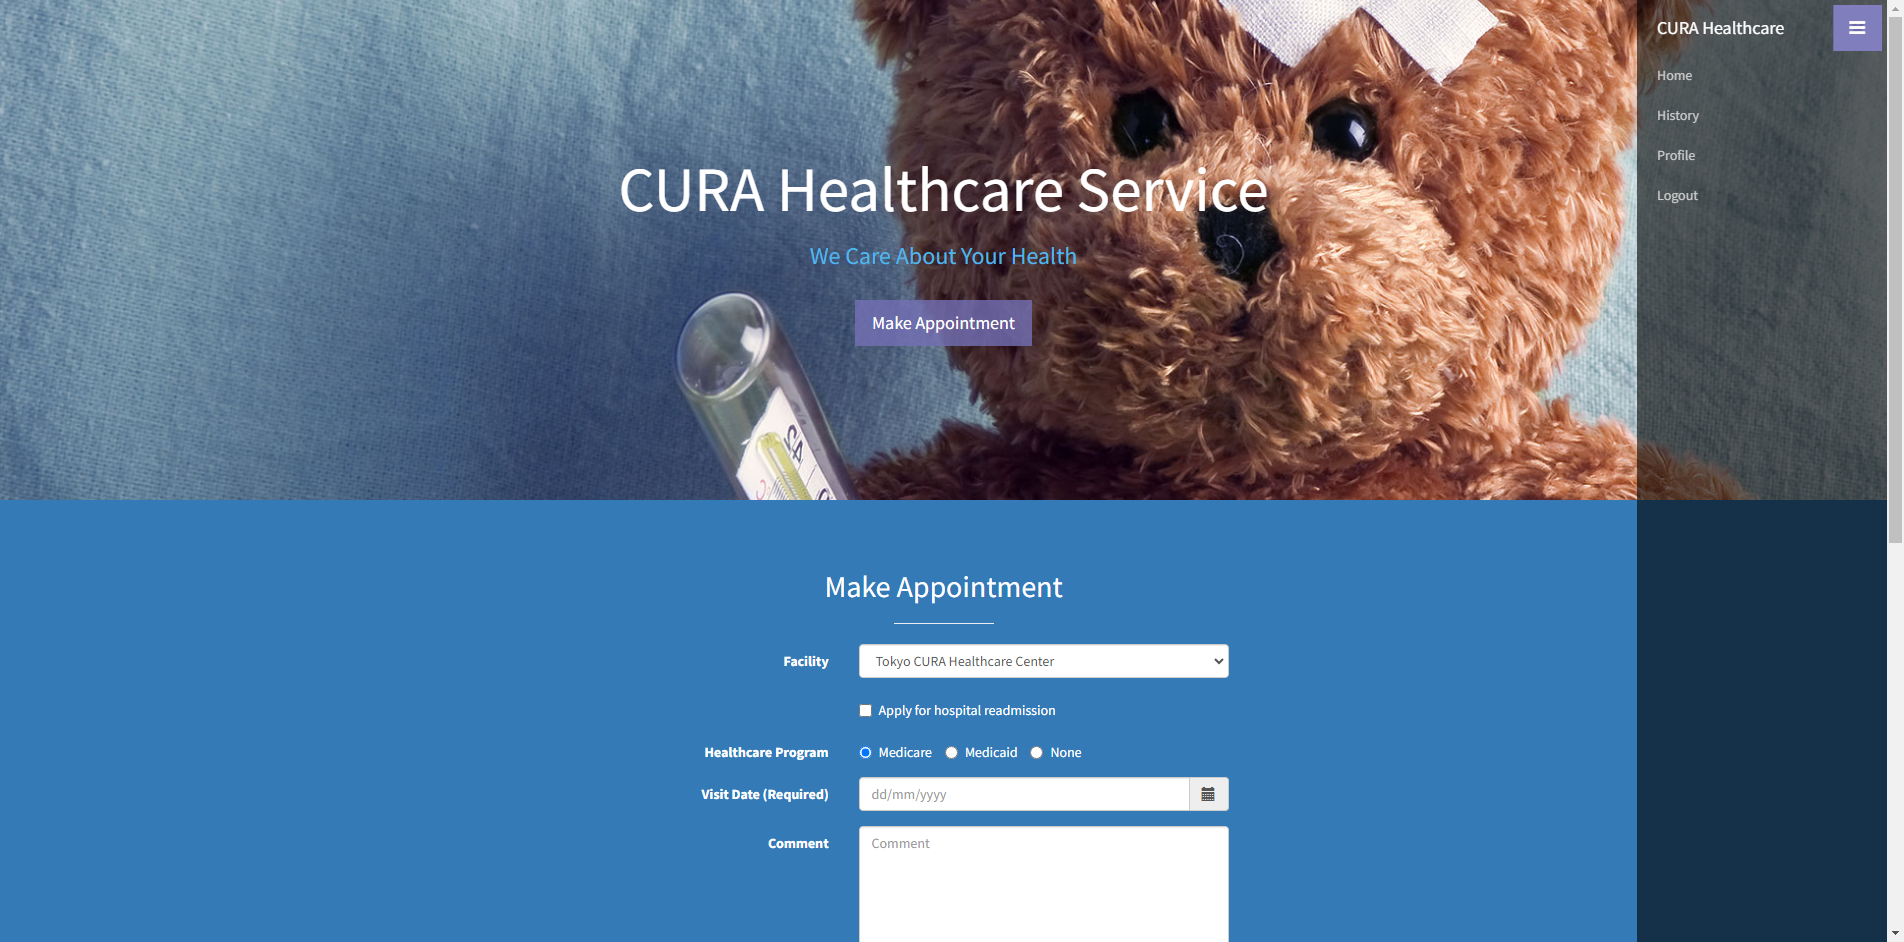 CURA Healthcare
Home
History
Profile
Logout
CURA Healthcare Service
We Care About Your Health
Make Appointment
Make Appointment
Facility
Tokyo CURA Healthcare Center
Apply for hospital readmission
Healthcare Program Medicare Medicaid None
Visit Date (Required) dd/mm/yyyy
Comment
Comment